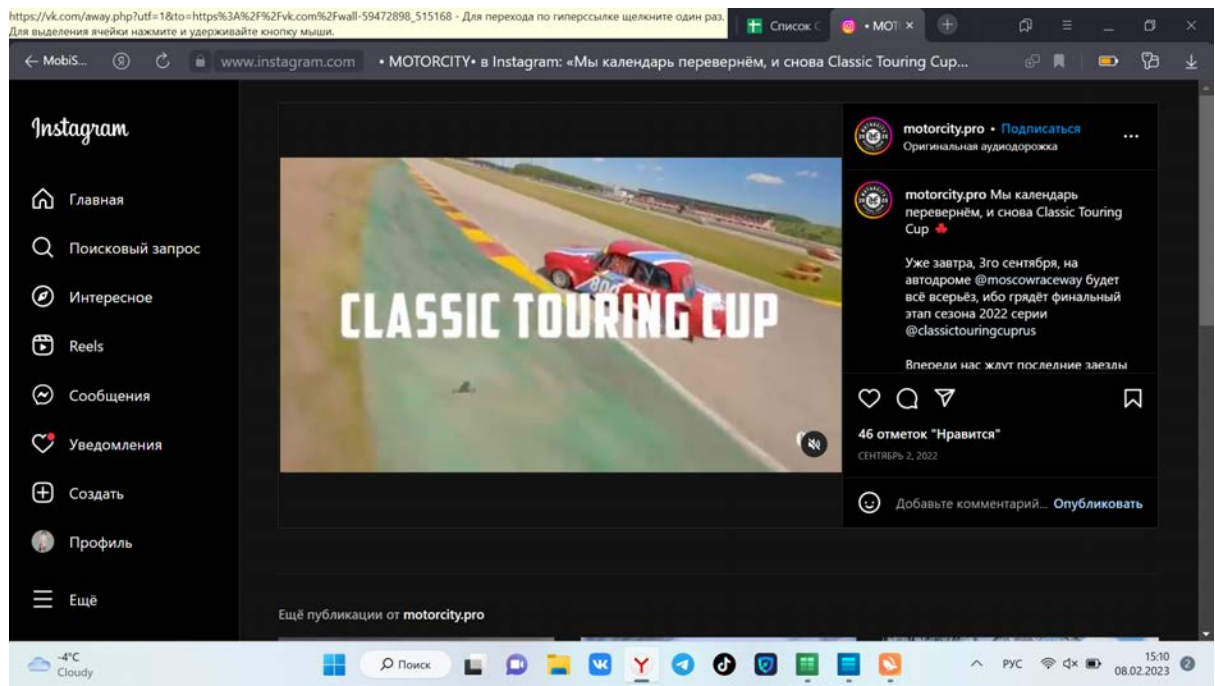 https://vk.com/away.php?utf=1&to=https%3A%2F%2Fvk.com%2Fwall-59472898_515168 - Для перехода по гиперссылке щелкните один раз.
Для выделения ячейки нажмите и удерживайте кнопку мыши.
Список С
• MOT
← MobiS...
www.instagram.com
• MOTORCITY• в Instagram: «Мы календарь перевернём, и снова Classic Touring Cup...
Instagram
Главная
Поисковый запрос
Интересное
Reels
Сообщения
Уведомления
Создать
Профиль
Ещё
CLASSIC TOURING CUP
motorcity.pro • Подписаться
Оригинальная аудиодорожка
motorcity.pro Мы календарь
перевернём, и снова Classic Touring
Cup
Уже завтра, 3го сентября, на
автодроме @moscowraceway будет
всё всерьёз, ибо грядёт финальный
этап сезона 2022 серии
@classictouringcuprus
Впереди нас ждут последние заезды
46 отметок "Нравится"
СЕНТЯБРЬ 2, 2022
Добавьте комментарий... Опубликовать
Ещё публикации от motorcity.pro
-4°C
Cloudy
Поиск
РУС
15:10
08.02.2023
2